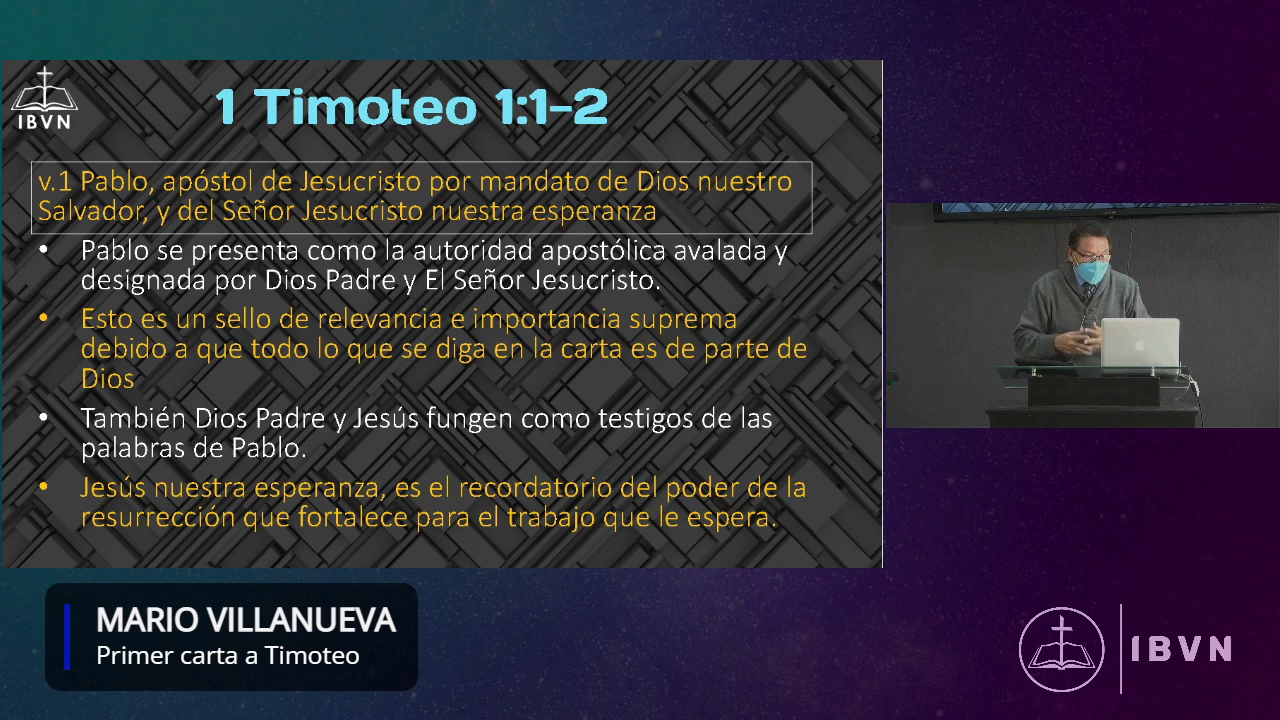 IBVN
1 Timoteo 1:1-2
v.1 Pablo, apóstol de Jesucristo por mandato de Dios nuestro
Salvador, y del Señor Jesucristo nuestra esperanza
• Pablo se presenta como la autoridad apostólica avalada y
designada por Dios Padre y El Señor Jesucristo.
• Esto es un sello de relevancia e importancia suprema
debido a que todo lo que se diga en la carta es de parte de
Dios
• También Dios Padre y Jesús fungen como testigos de las
palabras de Pablo.
• Jesús nuestra esperanza, es el recordatorio del poder de la
resurrección que fortalece para el trabajo que le espera.
MARIO VILLANUEVA
Primer carta a Timoteo
IBVN